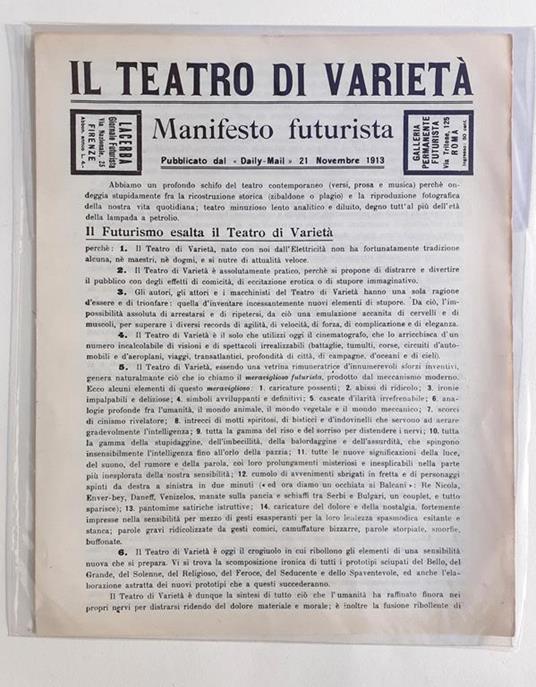 IL TEATRO DI VARIETÀ
LACERBA
Giornale Futurista
Via Nazionale, 25
FIRENZE
Abbon. annuo L. 4
Manifesto futurista
Pubblicato dal « Daily-Mail » 21 Novembre 1913
GALLERIA
PERMANENTE
FUTURISTA
Via Tritone, 125
ROMA
Ingresso: 50 cent.
Abbiamo un profondo schifo del teatro contemporaneo (versi, prosa e musica) perchè on-
deggia stupidamente fra la ricostruzione storica (zibaldone o plagio) e la riproduzione fotografica
della nostra vita quotidiana; teatro minuzioso lento analitico e diluito, degno tutt'al più dell'età
della lampada a petrolio.
Il Futurismo esalta il Teatro di Varietà
perchè: 1. Il Teatro di Varietà, nato con noi dall'Elettricità non ha fortunatamente tradizione
alcuna, nè maestri, nè dogmi, e si nutre di attualità veloce.
2. Il Teatro di Varietà è assolutamente pratico, perchè si propone di distrarre e divertire
il pubblico con degli effetti di comicità, di eccitazione erotica o di stupore immaginativo.
3. Gli autori, gli attori e i macchinisti del Teatro di Varietà hanno una sola ragione
d'essere e di trionfare: quella d'inventare incessantemente nuovi elementi di stupore. Da ciò, l'im-
possibilità assoluta di arrestarsi e di ripetersi, da ciò una emulazione accanita di cervelli e di
muscoli, per superare i diversi records di agilità, di velocità, di forza, di complicazione e di eleganza.
4. Il Teatro di Varietà è il solo che utilizzi oggi il cinematografo, che lo arricchisca d'un
numero incalcolabile di visioni e di spettacoli irrealizzabili (battaglie, tumulti, corse, circuiti d'auto-
mobili e d'aeroplani, viaggi, transatlantici, profondità di città, di campagne, d'oceani e di cieli).
5. Il Teatro di Varietà, essendo una vetrina rimuneratrice d'innumerevoli sforzi inventivi,
genera naturalmente ciò che io chiamo il meraviglioso futurista, prodotto dal meccanismo moderno.
Ecco alcuni elementi di questo meraviglioso: 1. caricature possenti; 2. abissi di ridicolo; 3. ironie
impalpabili e deliziose; 4. simboli avviluppanti e definitivi; 5. cascate d'ilarità irrefrenabile; 6. ana-
logie profonde fra l'umanità, il mondo animale, il mondo vegetale e il mondo meccanico; 7. scorci
di cinismo rivelatore; 8. intrecci di motti spiritosi, di bisticci e d'indovinelli che servono ad aerare
gradevolmente l'intelligenza; 9. tutta la gamma del riso e del sorriso per distendere i nervi; 10. tutta
la gamma della stupidaggine, dell'imbecillità, della balordaggine e dell'assurdità, che spingono
insensibilmente l'intelligenza fino all'orlo della pazzia; 11. tutte le nuove significazioni della luce,
del suono, del rumore e della parola, coi loro prolungamenti misteriosi e inesplicabili nella parte
più inesplorata della nostra sensibilità; 12. cumolo di avvenimenti sbrigati in fretta e di personaggi
spinti da destra a sinistra in due minuti (« ed ora diamo un occhiata ai Balcani »: Re Nicola,
Enver-bey, Daneff, Venizelos, manate sulla pancia e schiaffi tra Serbi e Bulgari, un couplet, e tutto
sparisce); 13. pantomime satiriche istruttive; 14. caricature del dolore e della nostalgia, fortemente
impresse nella sensibilità per mezzo di gesti esasperanti per la loro lentezza spasmodica esitante e
stanca; parole gravi ridicolizzate da gesti comici, camuffature bizzarre, parole storpiate, smorfie,
buffonate.
6. Il Teatro di Varietà è oggi il crogiuolo in cui ribollono gli elementi di una sensibilità
nuova che si prepara. Vi si trova la scomposizione ironica di tutti i prototipi sciupati del Bello, del
Grande, del Solenne, del Religioso, del Feroce, del Seducente e dello Spaventevole, ed anche l'ela-
borazione astratta dei nuovi prototipi che a questi succederanno.
Il Teatro di Varietà è dunque la sintesi di tutto ciò che l'umanità ha raffinato finora nei
propri nervi per distrarsi ridendo del dolore materiale e morale; è inoltre la fusione ribollente di